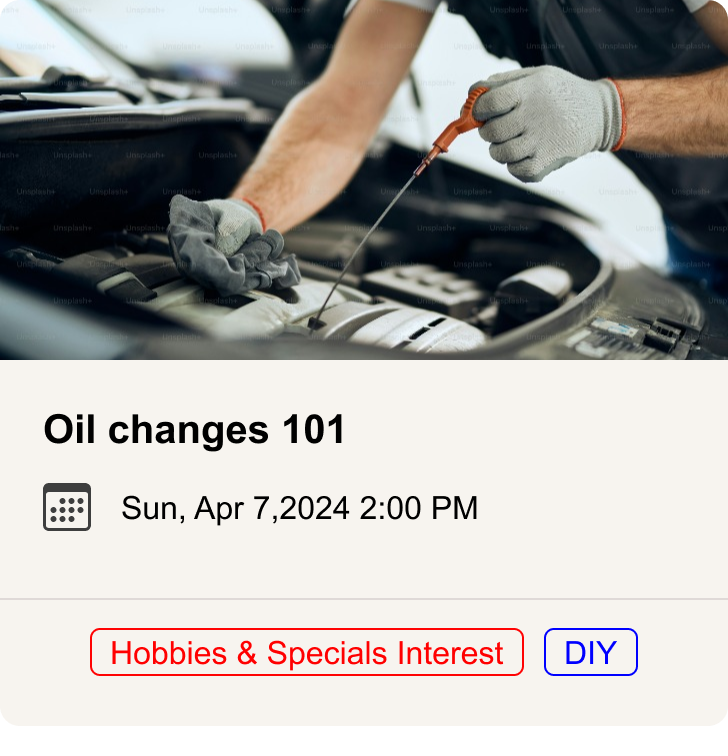 Oil changes 101
Sun, Apr 7,2024 2:00 PM
Hobbies & Specials Interest
DIY